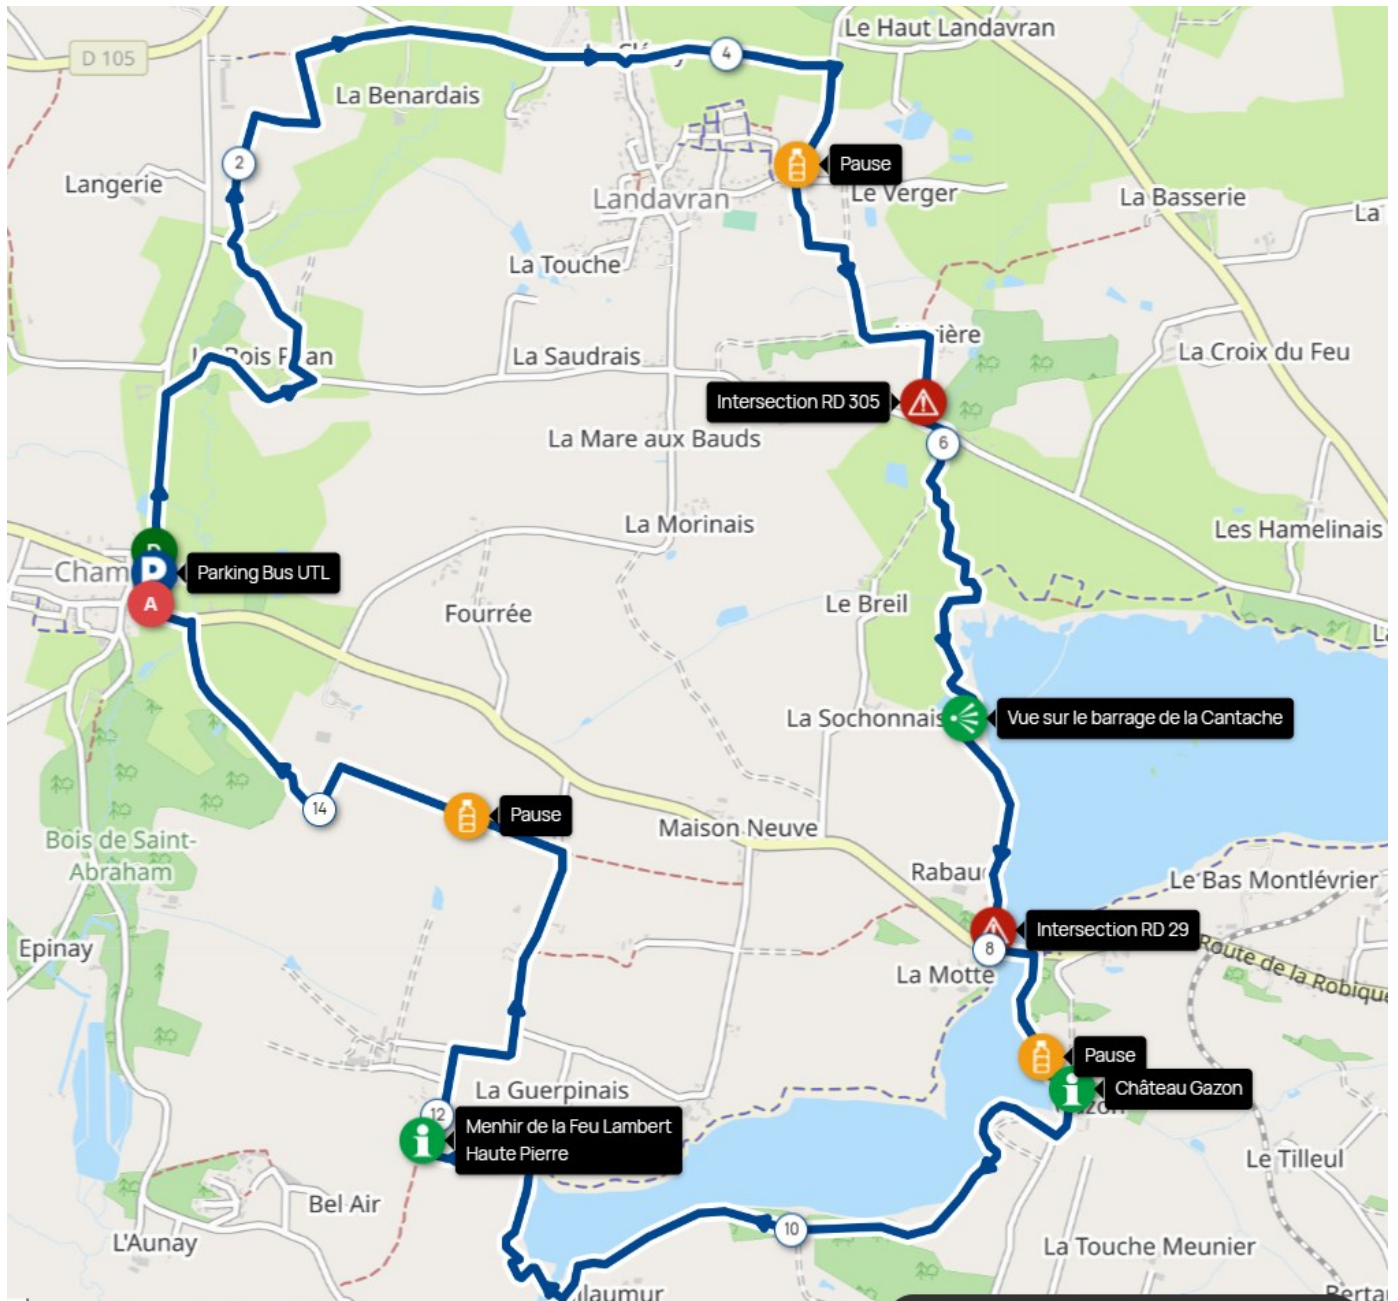 Le Haut Landavran
4
D 105
La Benardais
2
Pause
Langerie
Landavran
Le Verger
La Basserie
La
La Touche
La Saudrais
La Croix du Feu
Intersection RD 305
La Mare aux Bauds
6
La Morinais
Les Hamelinais
Parking Bus UTL
P
A
Fourrée
Le Breil
La Sochonnais
Vue sur le barrage de la Cantache
14
Pause
Maison Neuve
Bois de Saint-
Abraham
Rabaud
Le Bas Montlévrier
Intersection RD 29
8
Epinay
La Motte
Route de la Robique
Pause
Château Gazon
La Guerpinais
12
Menhir de la Feu Lambert
Haute Pierre
Le Tilleul
Bel Air
10
L'Aunay
La Touche Meunier